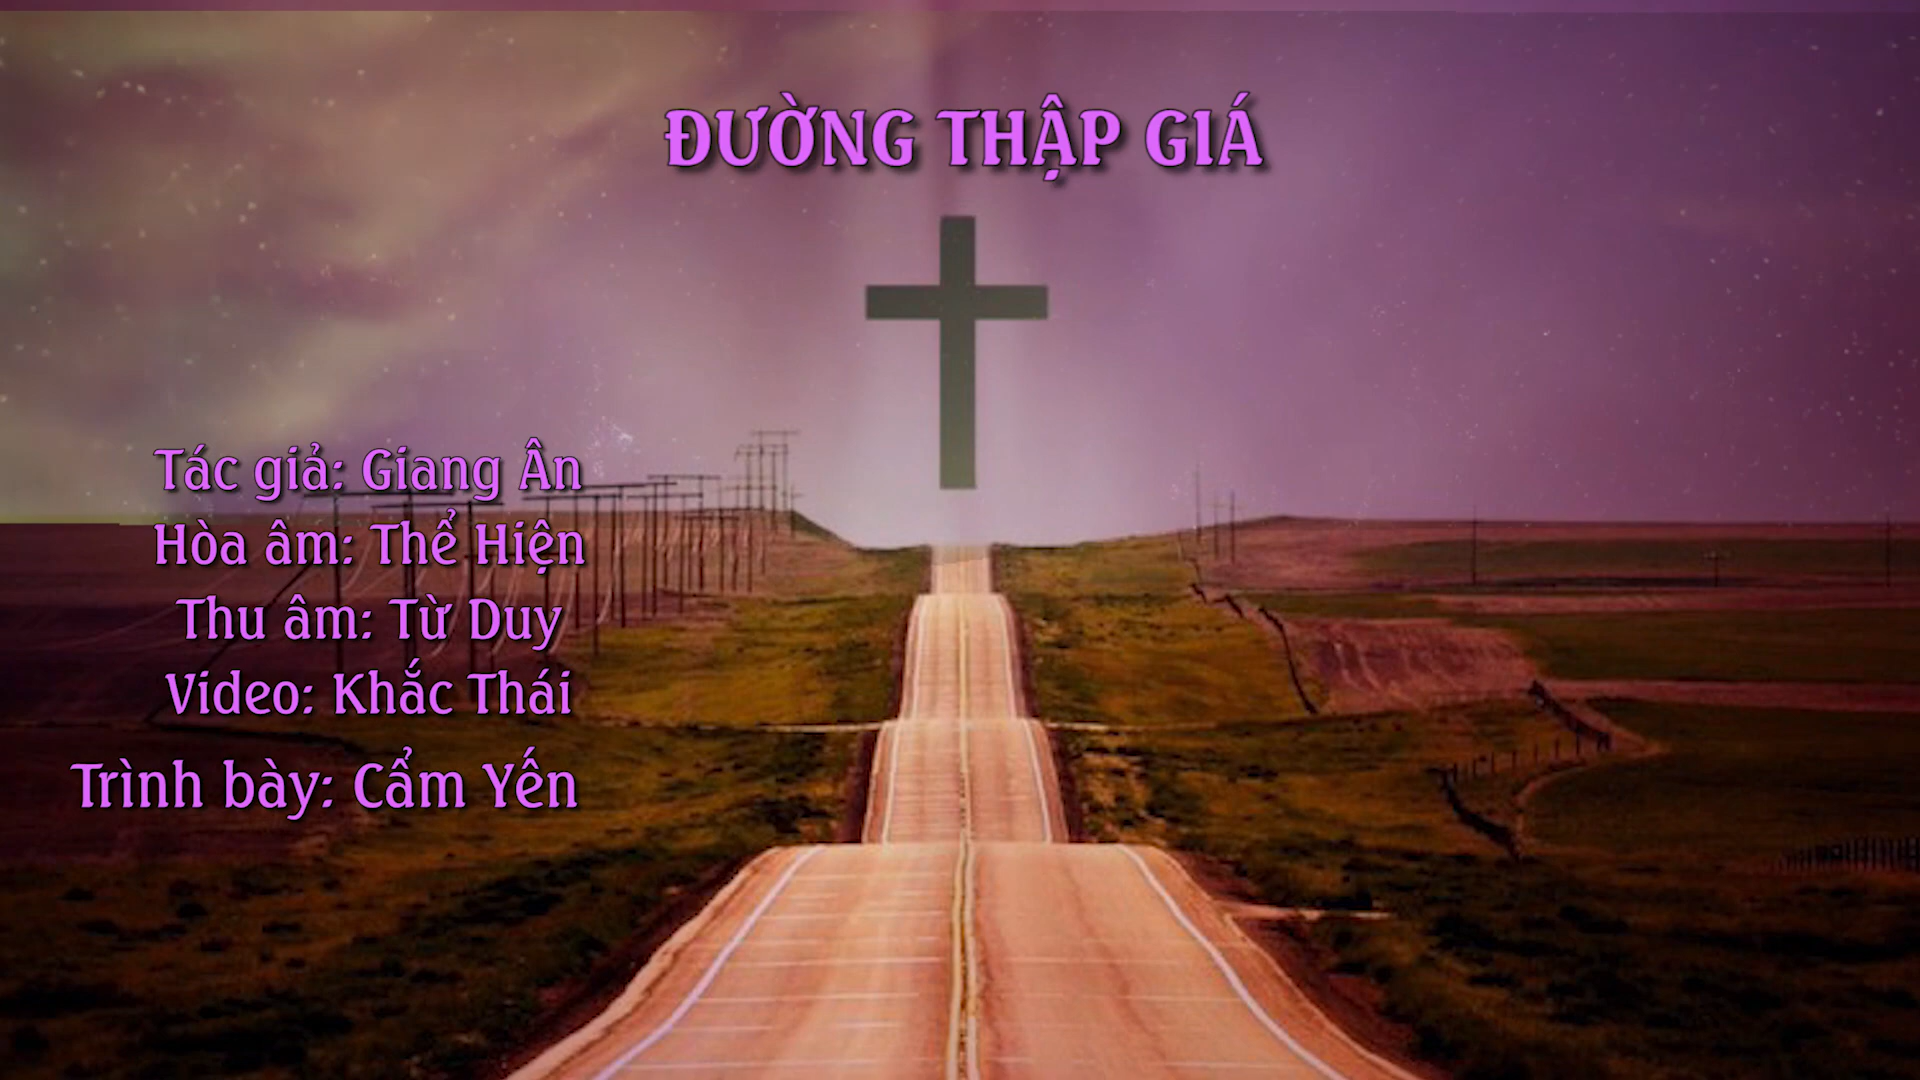 ĐƯỜNG THẬP GIÁ
Tác giả: Giang Ân
Hòa âm: Thể Hiện
Thu âm: Từ Duy
Video: Khắc Thái
Trình bày: Cẩm Yến